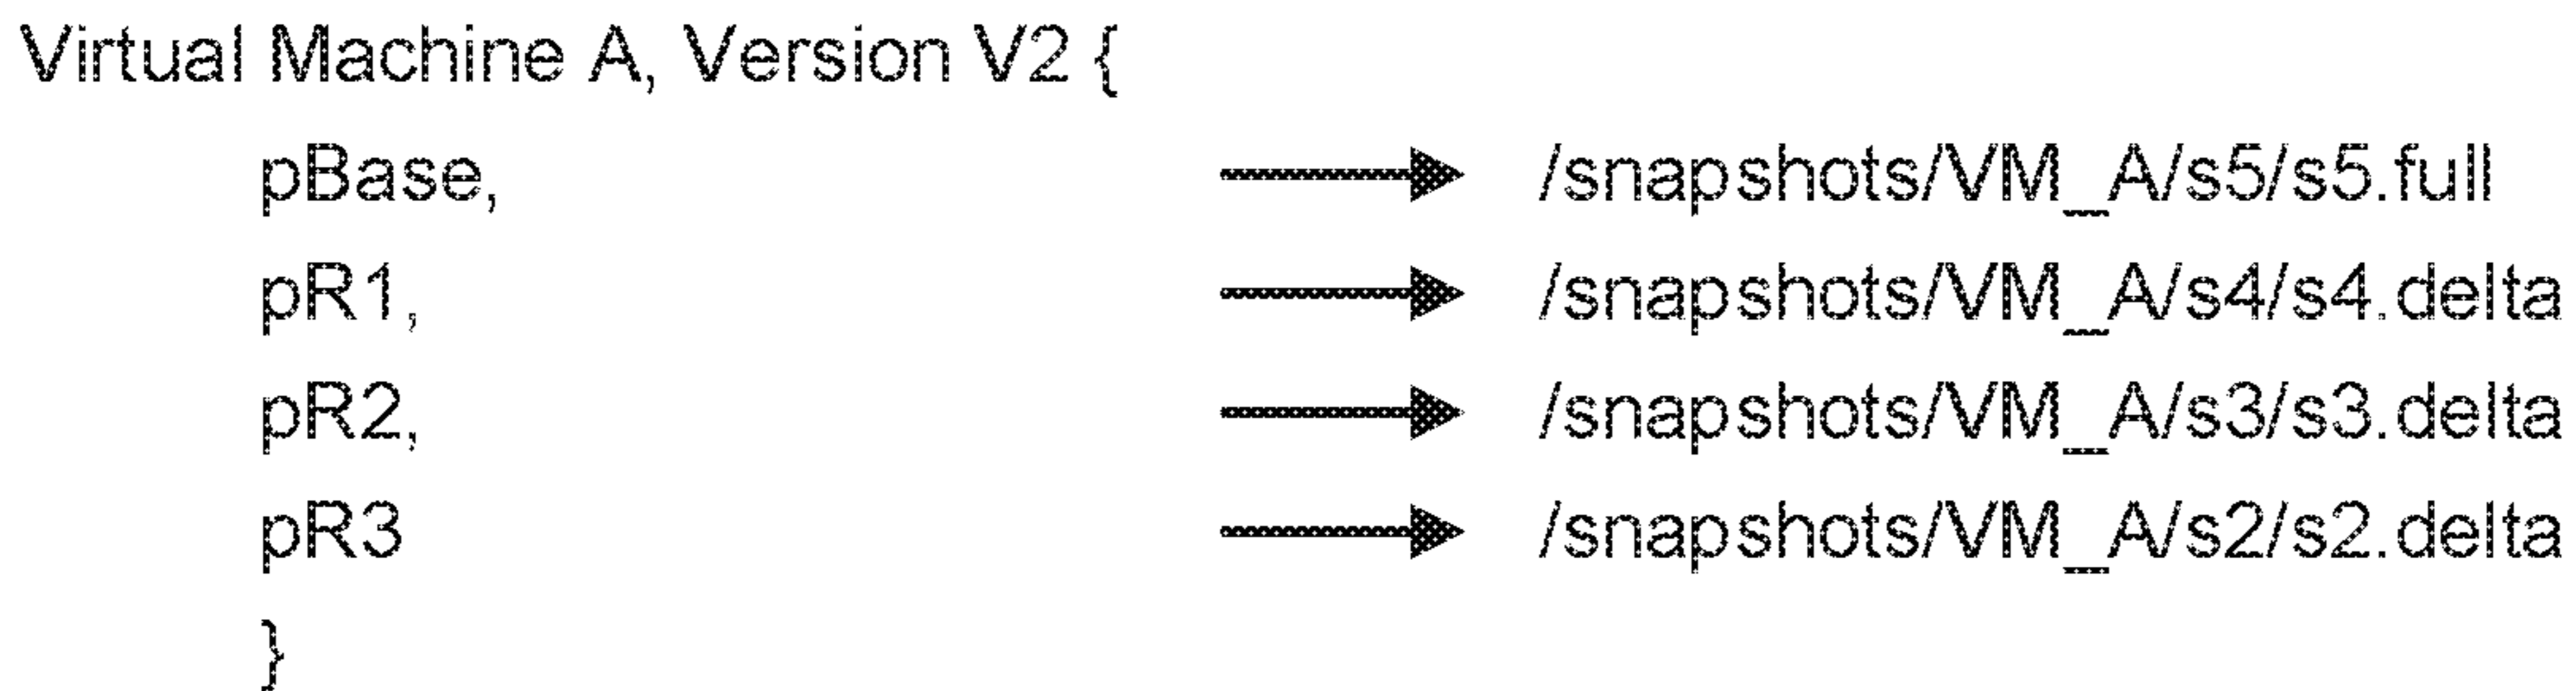 Virtual Machine A, Version V2 {
pBase, /snapshots/VM_A/s5/s5.full
pR1, /snapshots/VM_A/s4/s4.delta
pR2, /snapshots/VM_A/s3/s3.delta
pR3 /snapshots/VM_A/s2/s2.delta
}